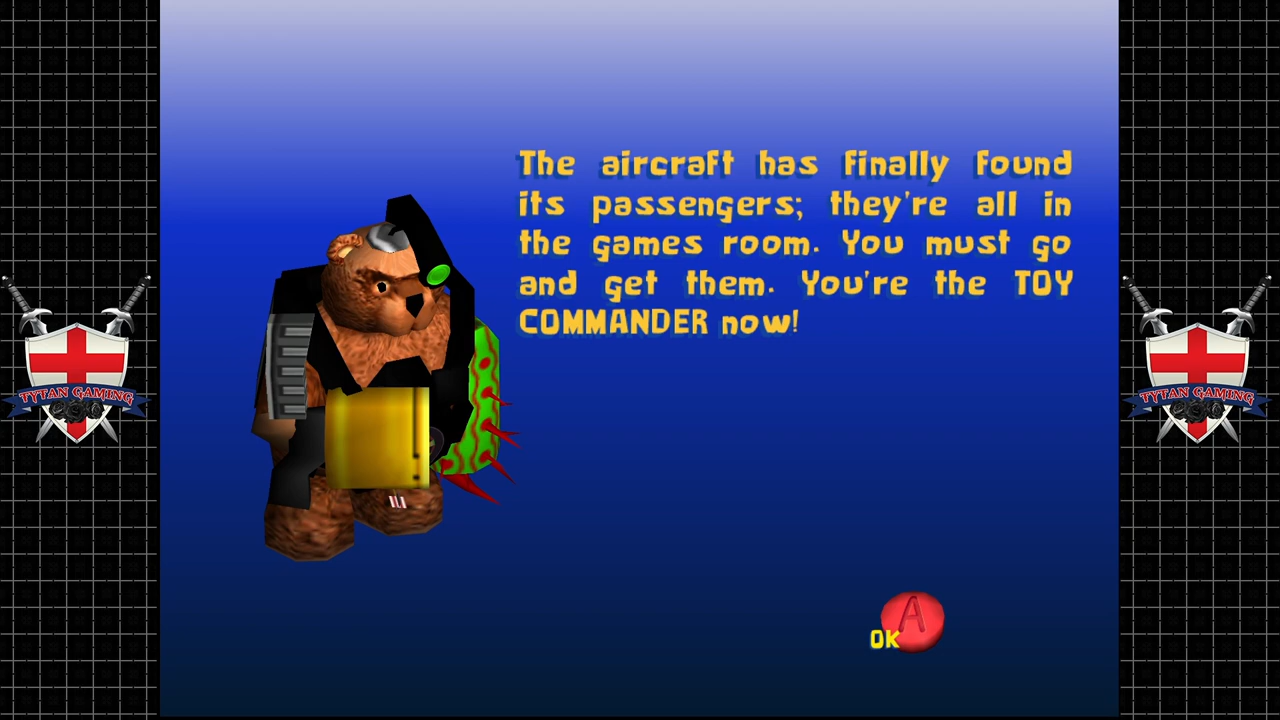 The aircraft has finally found
its passengers; they're all in
the games room. You must go
and get them. You're the TOY
COMMANDER now!
TYTAN GAMING
TYTAN GAMING
A
OK